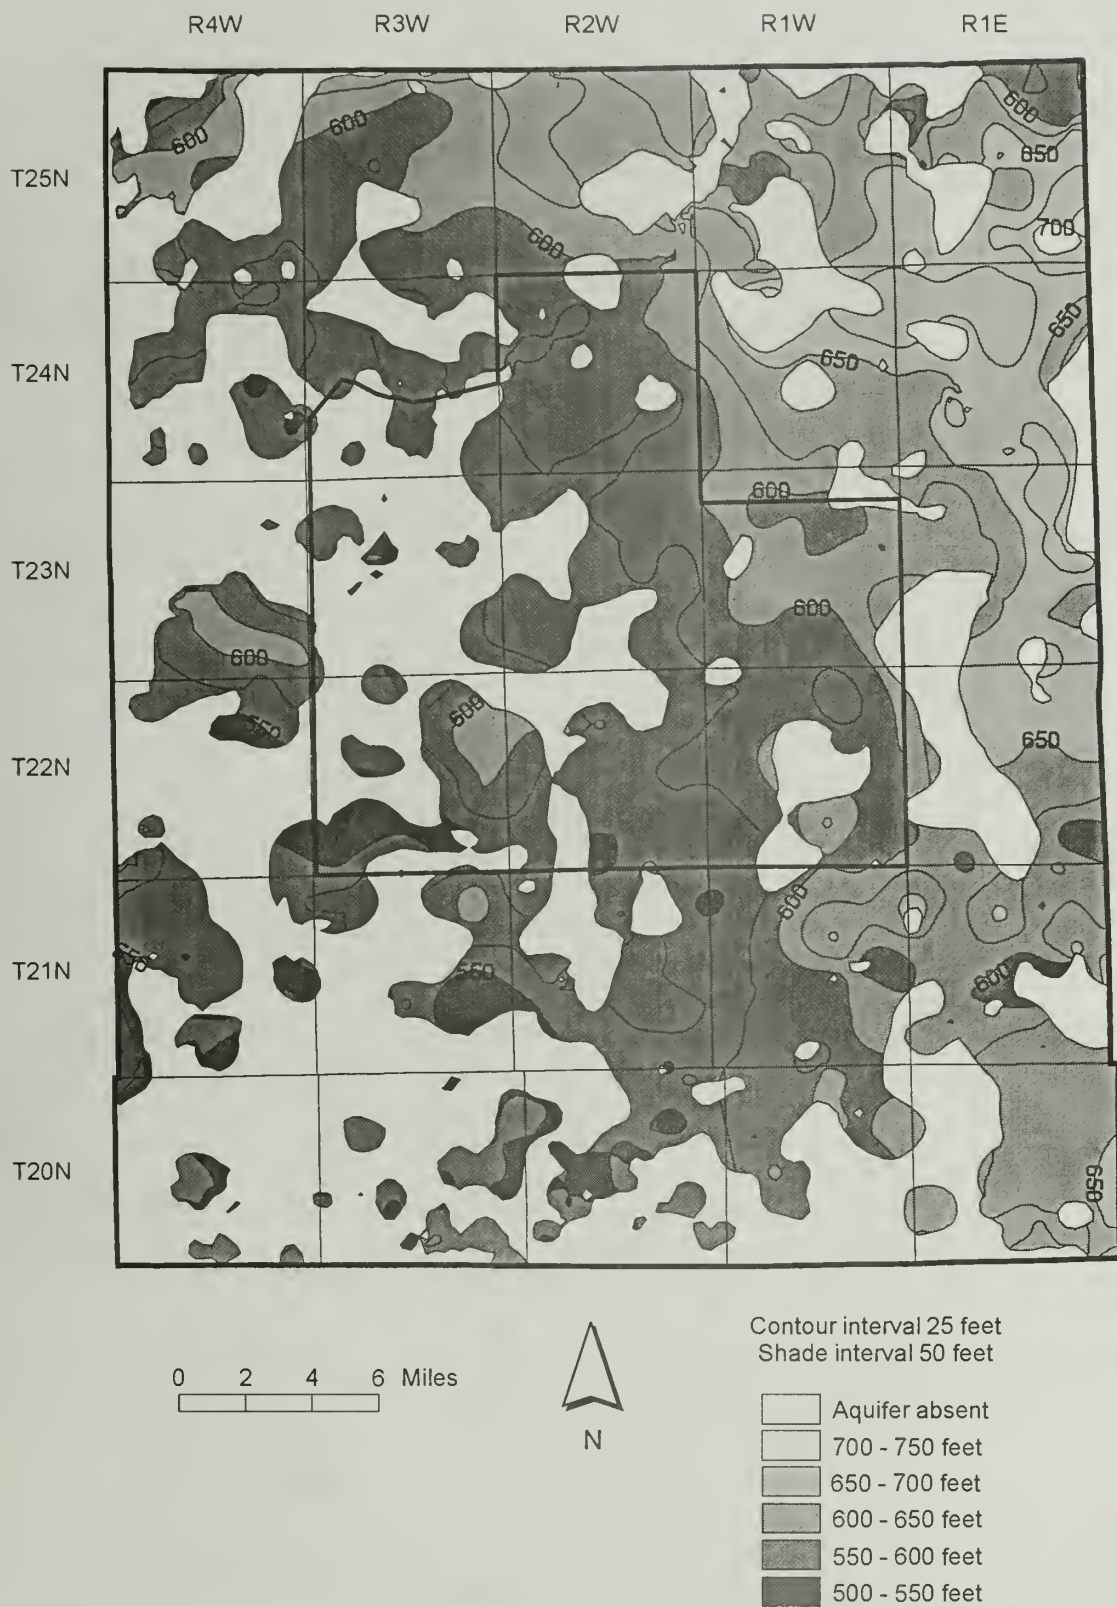 R4W R3W R2W R1W R1E
600
600
600
650
T25N
700
600
650
T24N
650
600
T23N
600
600
600
550
T22N
650
600
T21N
550
550
600
T20N
650
Contour interval 25 feet
Shade interval 50 feet
0 2 4 6 Miles
N
Aquifer absent
700 - 750 feet
650 - 700 feet
600 - 650 feet
550 - 600 feet
500 - 550 feet